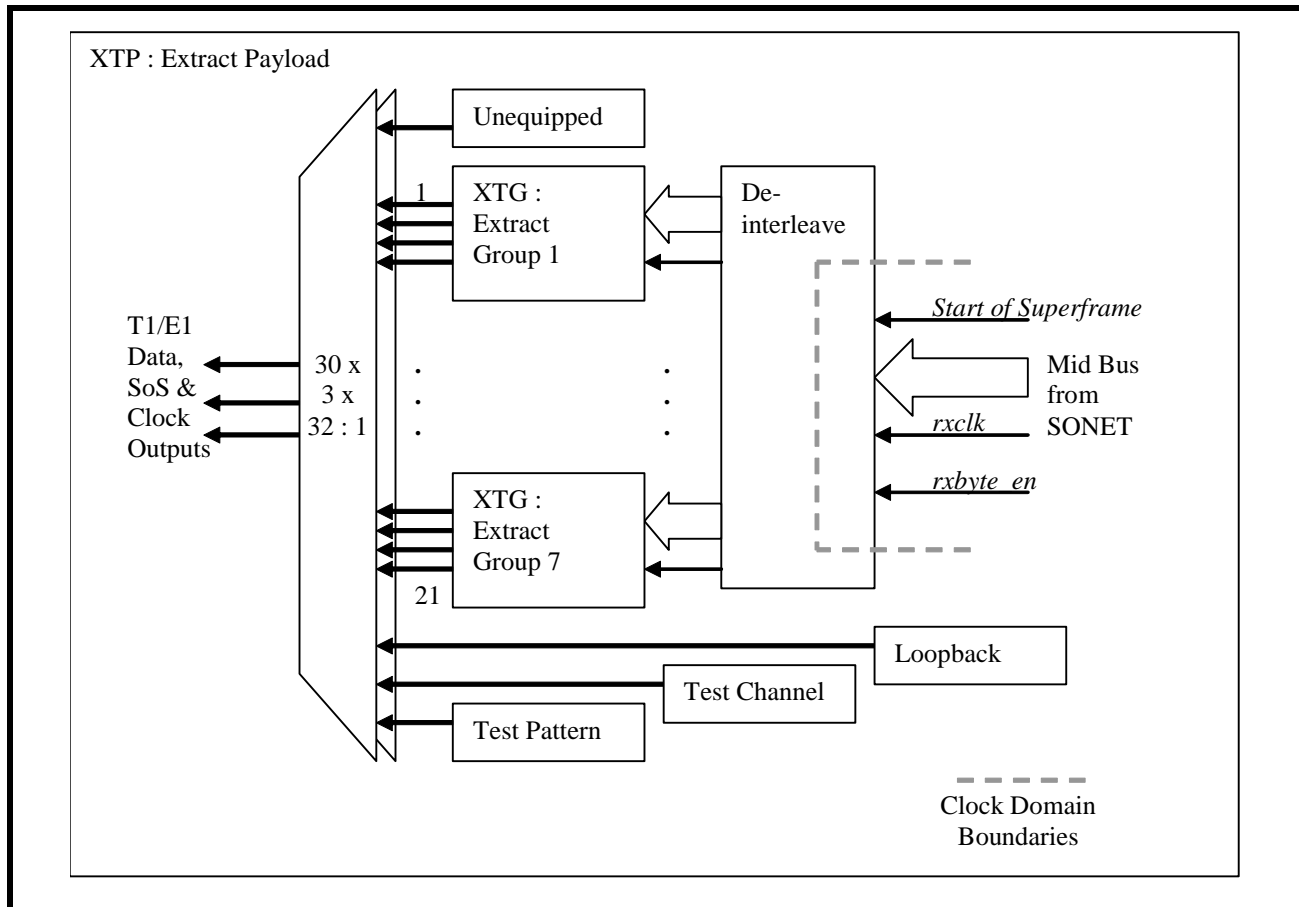 XTP : Extract Payload
Unequipped
1
XTG :
Extract
Group 1
De-
interleave
Start of Superframe
T1/E1
Data,
SoS &
Clock
Outputs
30 x
3 x
32 : 1
Mid Bus
from
SONET
rxclk
rxbyte_en
XTG :
Extract
Group 7
21
Loopback
Test Channel
Test Pattern
Clock Domain
Boundaries